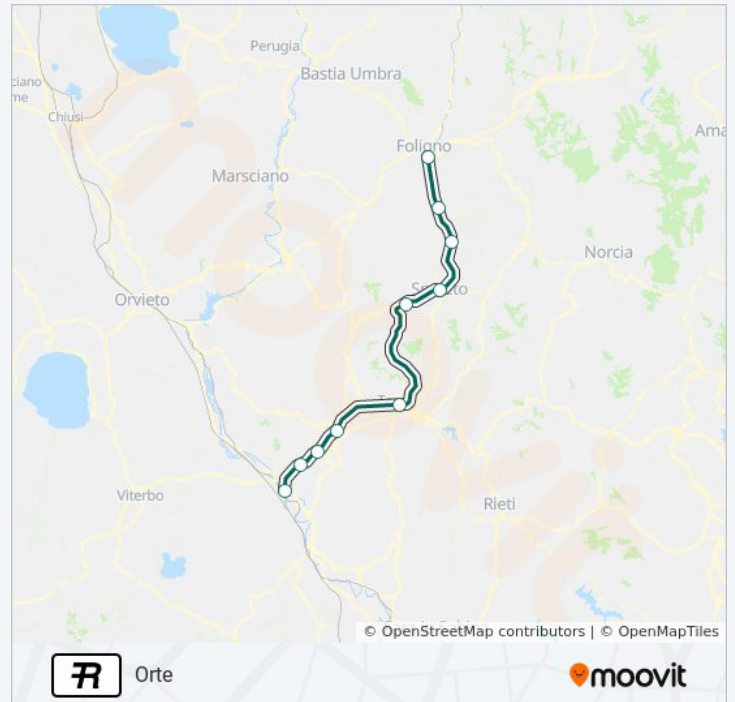 Perugia
Bastia Umbra
Chiusi
Foligno
Marsciano
Norcia
Orvieto
Viterbo
Rieti
© OpenStreetMap contributors | © OpenMapTiles
R Orte
moovit